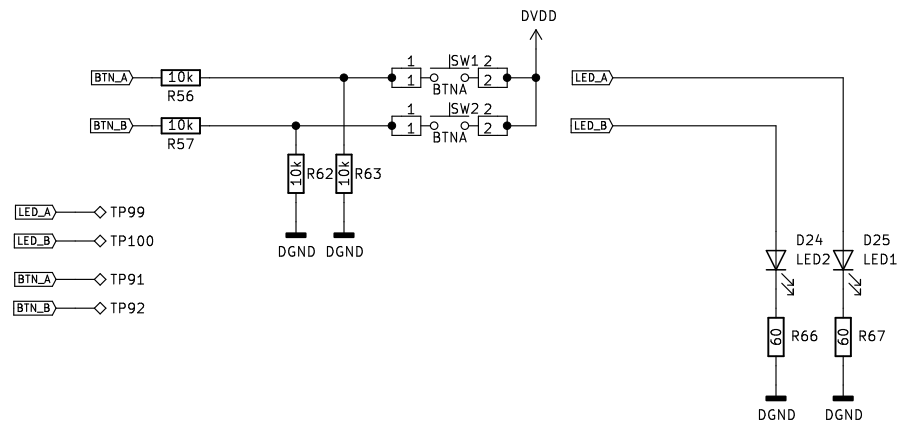 DVDD
1 SW1 2
BTN_A 10k 1 2 LED_A
R56 BTNA
1 SW2 2
BTN_B 10k 1 2 LED_B
R57 BTNA
10k R62 10k R63
LED_A TP99
LED_B TP100
DGND DGND
BTN_A TP91
BTN_B TP92
D24 D25
LED2 LED1
60 R66 60 R67
DGND DGND